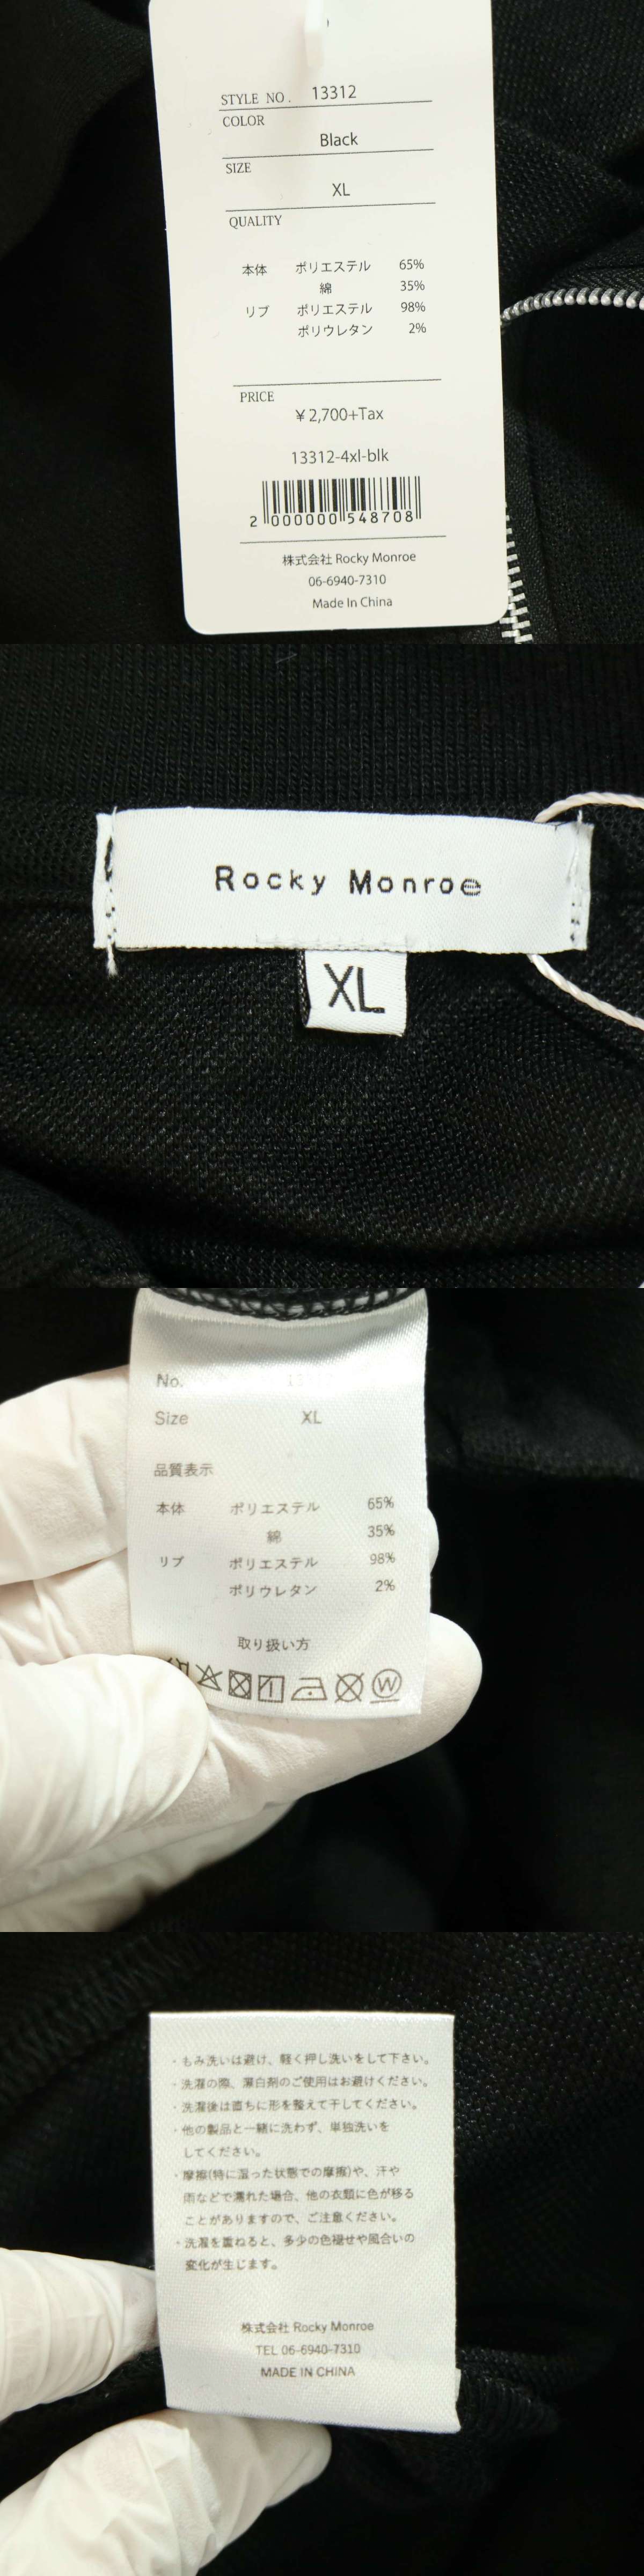 STYLE NO. 13312
COLOR
Black
SIZE
XL
QUALITY
本体 ポリエステル 65%
綿 35%
リブ ポリエステル 98%
ポリウレタン 2%
PRICE
¥2,700+Tax
13312-4xl-blk
2 000000 548708
株式会社 Rocky Monroe
06-6940-7310
Made In China
Rocky Monroe
XL
No.
Size XL
品質表示
本体 ポリエステル 65%
綿 35%
リブ ポリエステル 98%
ポリウレタン 2%
取り扱い方
W
・もみ洗いは避け、軽く押し洗いをして下さい。
・洗濯の際、漂白剤のご使用はお避けください。
・洗濯後は直ちに形を整えて干してください。
・他の製品と一緒に洗わず、単独洗いを
してください。
・摩擦(特に湿った状態での摩擦)や、汗や
雨などで濡れた場合、他の衣類に色が移る
ことがありますので、ご注意ください。
・洗濯を重ねると、多少の色褪せや風合いの
変化が生じます。
株式会社 Rocky Monroe
TEL 06-6940-7310
MADE IN CHINA